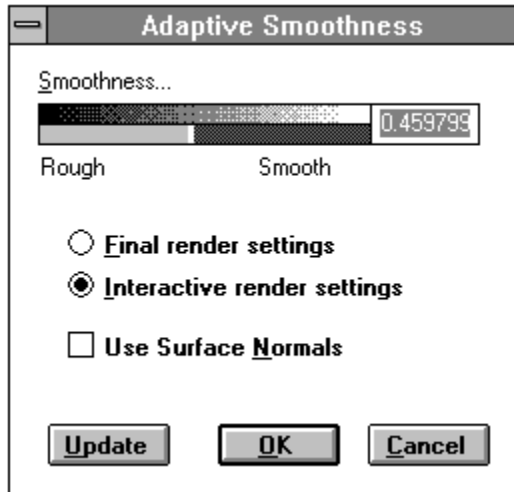 Adaptive Smoothness
Smoothness...
0.459799
Rough Smooth
Final render settings
Interactive render settings
Use Surface Normals
Update OK Cancel